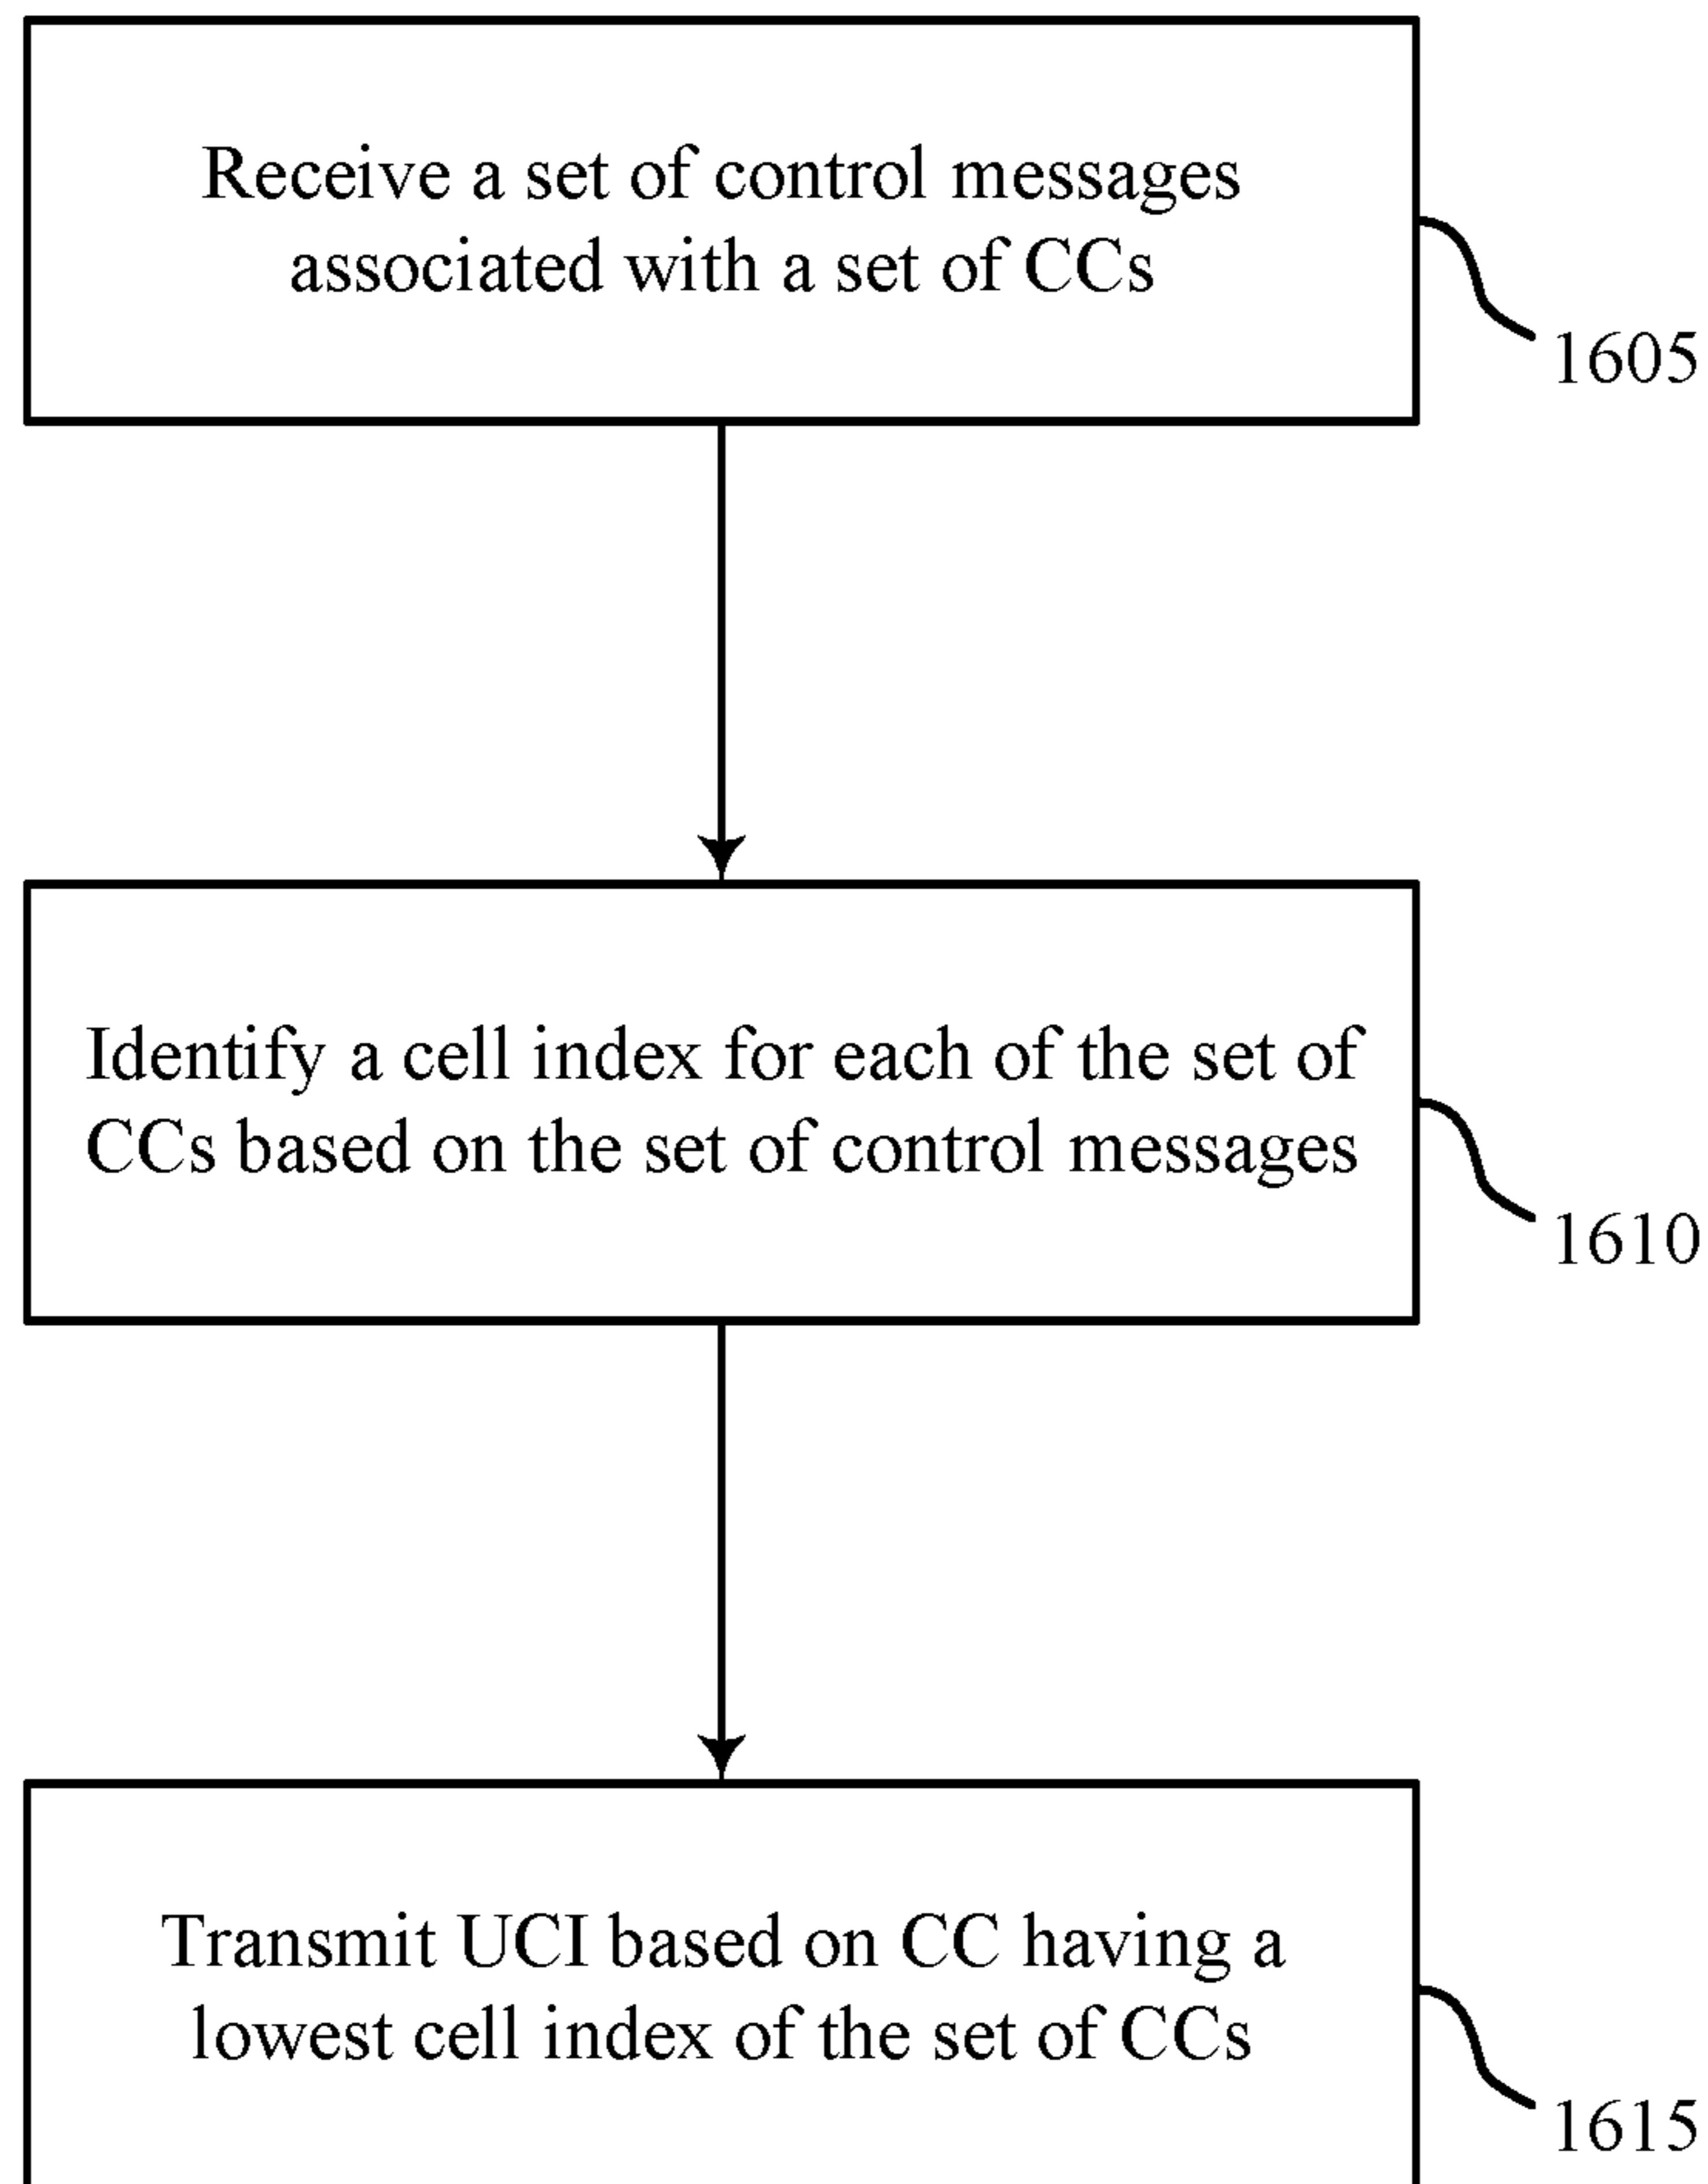 Receive a set of control messages
associated with a set of CCs
1605
Identify a cell index for each of the set of
CCs based on the set of control messages
1610
Transmit UCI based on CC having a
lowest cell index of the set of CCs
1615